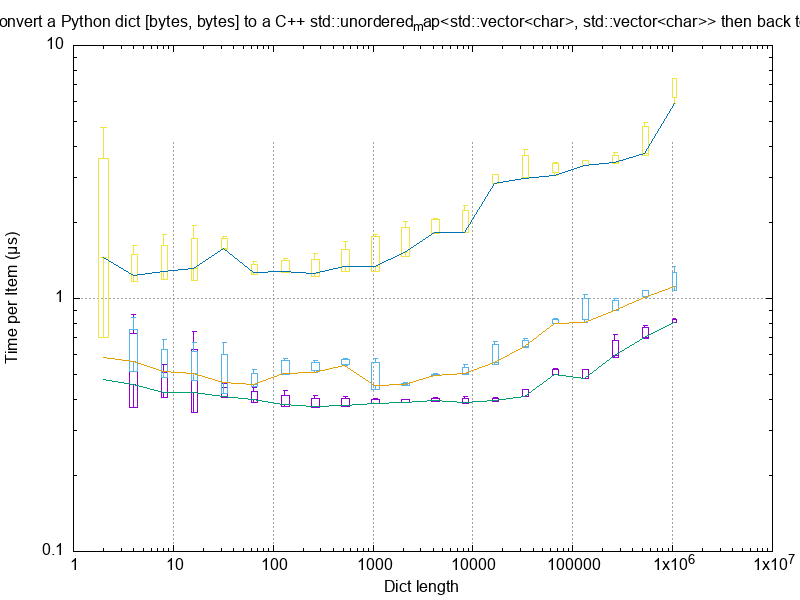 onvert a Python dict [bytes, bytes] to a C++ std::unordered_map<std::vector<char>, std::vector<char>> then back to
10
1
0.1
Time per Item (µs)
1 10 100 1000 10000 100000 1x10^6 1x10^7
Dict length